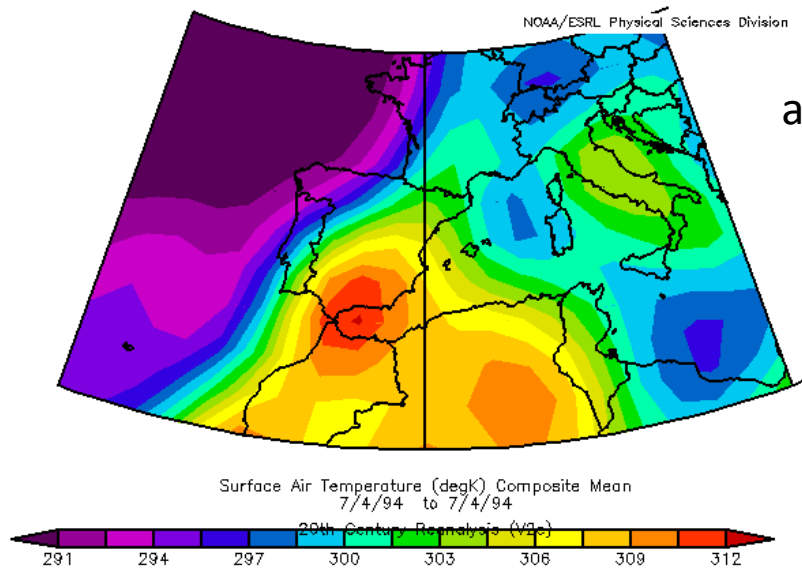 NOAA/ESRL Physical Sciences Division
a
Surface Air Temperature (degK) Composite Mean
7/4/94 to 7/4/94
20th Century Reanalysis (V2c)
291 294 297 300 303 306 309 312